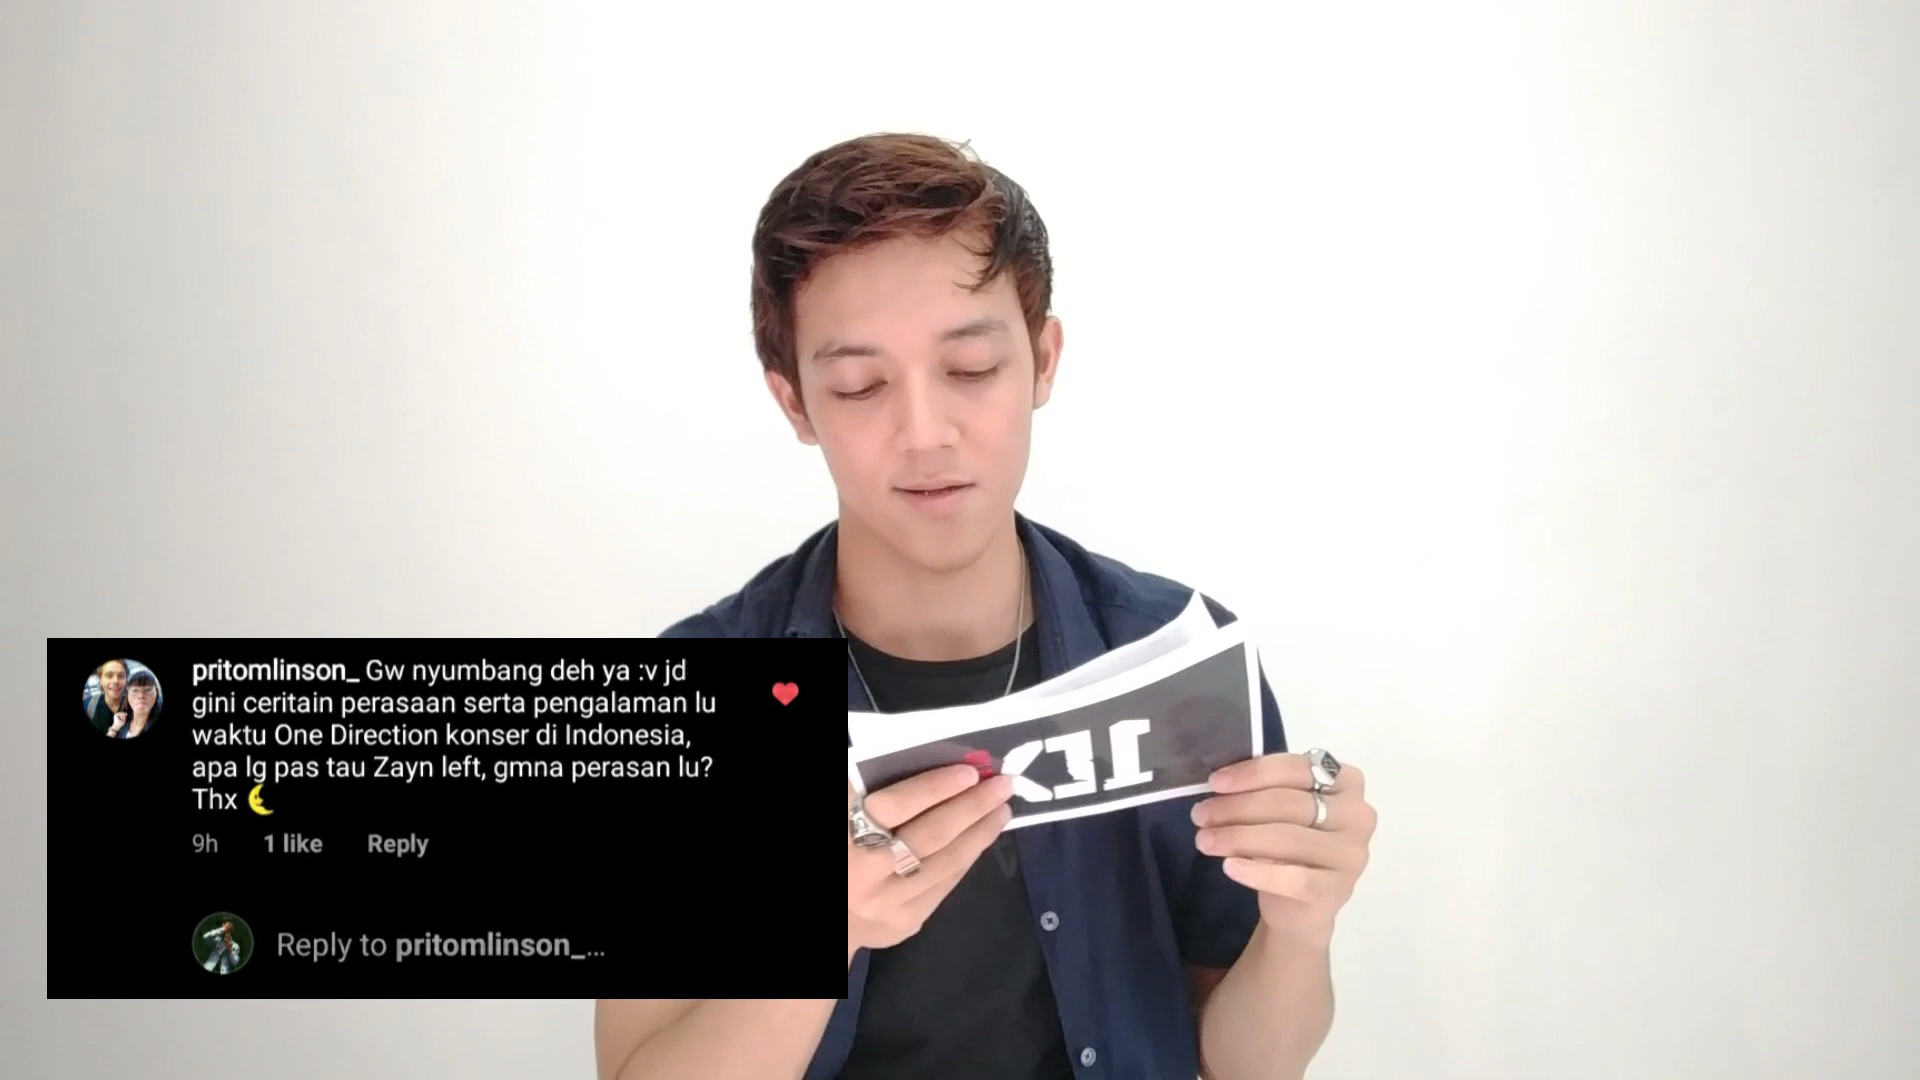 pritomlinson_ Gw nyumbang deh ya :v jd
gini ceritain perasaan serta pengalaman lu
waktu One Direction konser di Indonesia,
apa lg pas tau Zayn left, gmna perasan lu?
Thx 🌜
9h 1 like Reply
Reply to pritomlinson_...